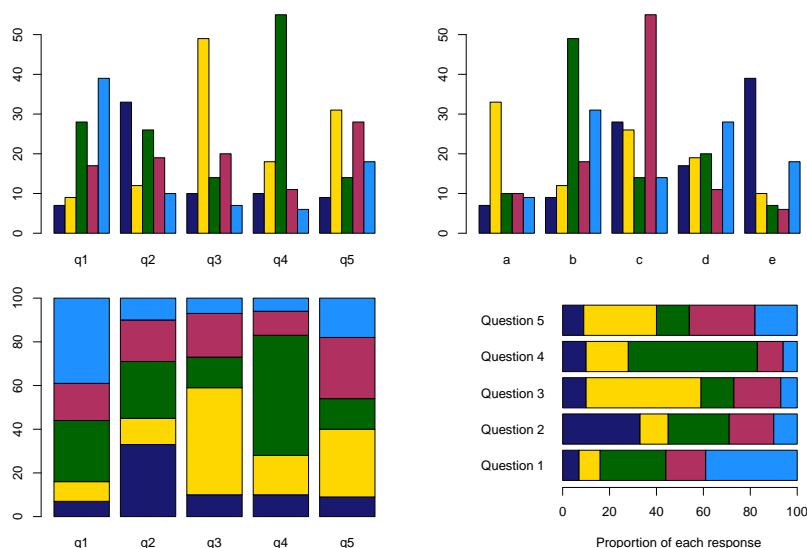 50
40
30
20
10
0
q1 q2 q3 q4 q5
50
40
30
20
10
0
a b c d e
100
80
60
40
20
0
q1 q2 q3 q4 q5
Question 5
Question 4
Question 3
Question 2
Question 1
0 20 40 60 80 100
Proportion of each response